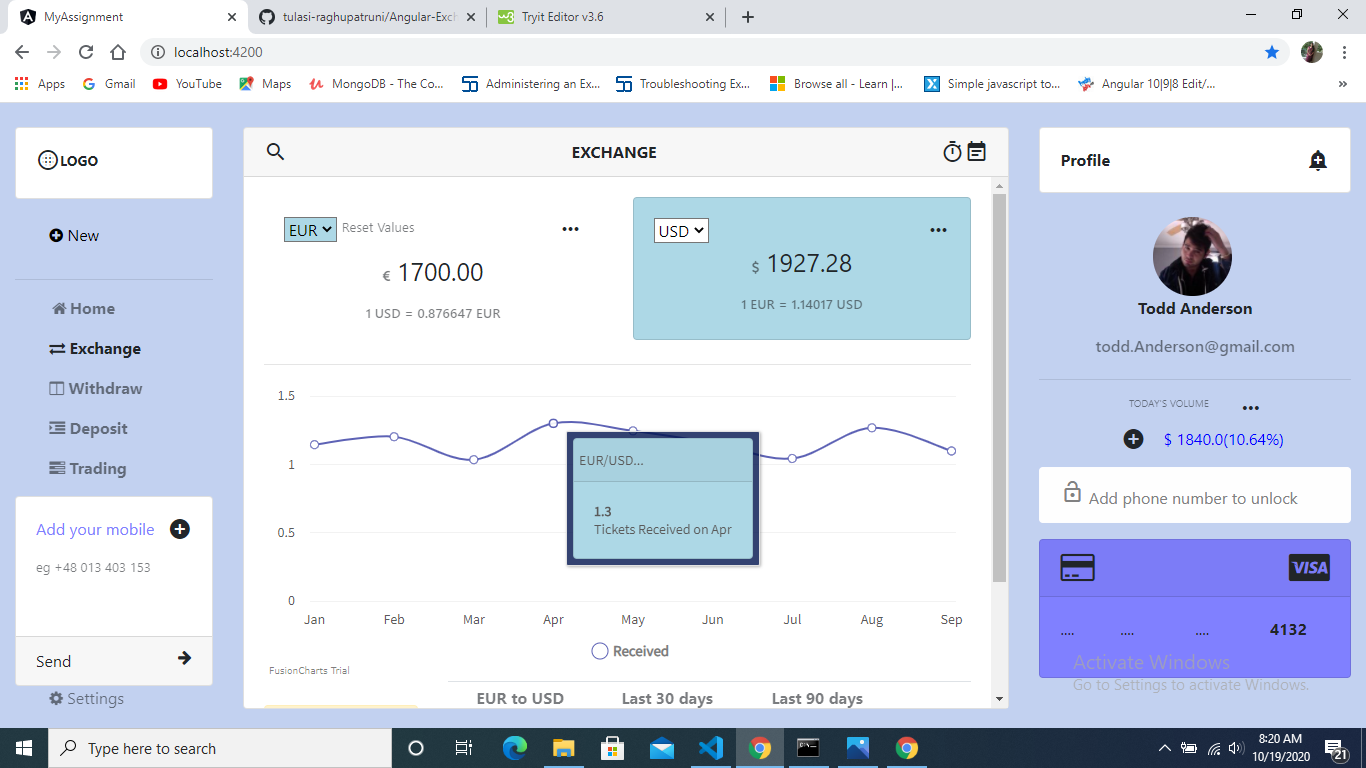 MyAssignment
tulasi-raghupatruni/Angular-Exch
Tryit Editor v3.6
localhost:4200
Apps
Gmail
YouTube
Maps
MongoDB - The Co...
Administering an Ex...
Troubleshooting Ex...
Browse all - Learn |...
Simple javascript to...
Angular 10|9|8 Edit/...
»
LOGO
New
Home
Exchange
Withdraw
Deposit
Trading
Add your mobile
eg +48 013 403 153
Send
Settings
EXCHANGE
EUR Reset Values
€ 1700.00
1 USD = 0.876647 EUR
USD
$ 1927.28
1 EUR = 1.14017 USD
1.5
1
0.5
0
EUR/USD...
1.3
Tickets Received on Apr
Jan Feb Mar Apr May Jun Jul Aug Sep
Received
FusionCharts Trial
EUR to USD Last 30 days Last 90 days
Profile
Todd Anderson
todd.Anderson@gmail.com
TODAY'S VOLUME
$ 1840.0(10.64%)
Add phone number to unlock
VISA
.... .... .... 4132
Activate Windows
Go to Settings to activate Windows.
Type here to search
8:20 AM
10/19/2020
21